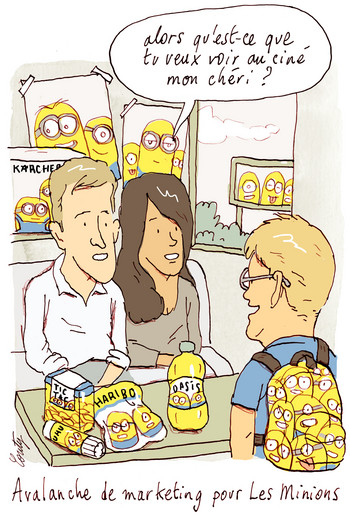 alors qu'est-ce que
tu veux voir au ciné
mon chéri ?
KÄRCHER
TIC
TAC
HARIBO
OASIS
Avalanche de marketing pour Les Minions